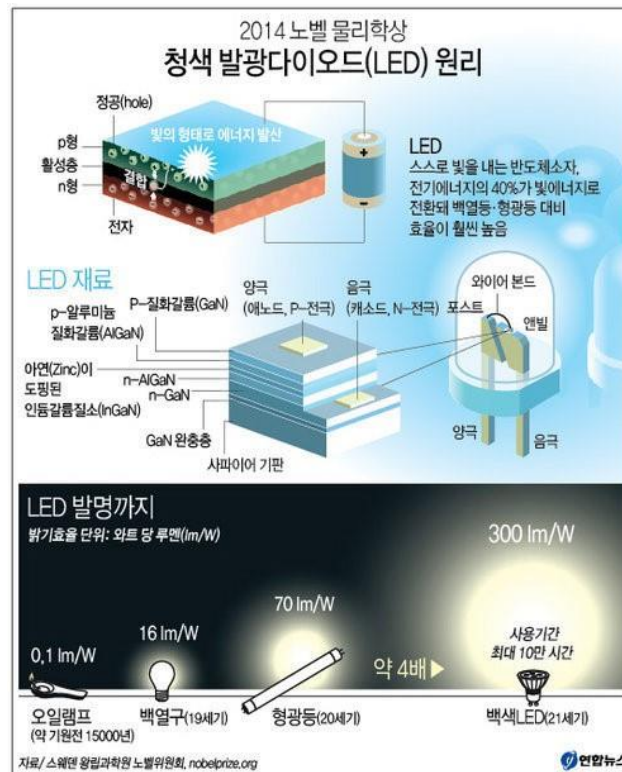 2014 노벨 물리학상
청색 발광다이오드(LED) 원리
정공(hole)
p형
활성층
n형
전자
빛의 형태로 에너지 발산
결합
+
−
LED
스스로 빛을 내는 반도체소자,
전기에너지의 40%가 빛에너지로
전환돼 백열등·형광등 대비
효율이 훨씬 높음
LED 재료
P-질화갈륨(GaN)
p-알루미늄
질화갈륨(AlGaN)
아연(Zinc)이
도핑된
인듐갈륨질소(InGaN)
n-AlGaN
n-GaN
GaN 완충층
사파이어 기판
양극
(애노드, P-전극)
음극
(캐소드, N-전극)
와이어 본드
포스트
앤빌
양극
음극
LED 발명까지
밝기효율 단위: 와트 당 루멘(lm/W)
0,1 lm/W
16 lm/W
70 lm/W
300 lm/W
약 4배▶
사용기간
최대 10만 시간
오일램프
(약 기원전 15000년)
백열구(19세기)
형광등(20세기)
백색LED(21세기)
자료/ 스웨덴 왕립과학원 노벨위원회, nobelprize,org
연합뉴스